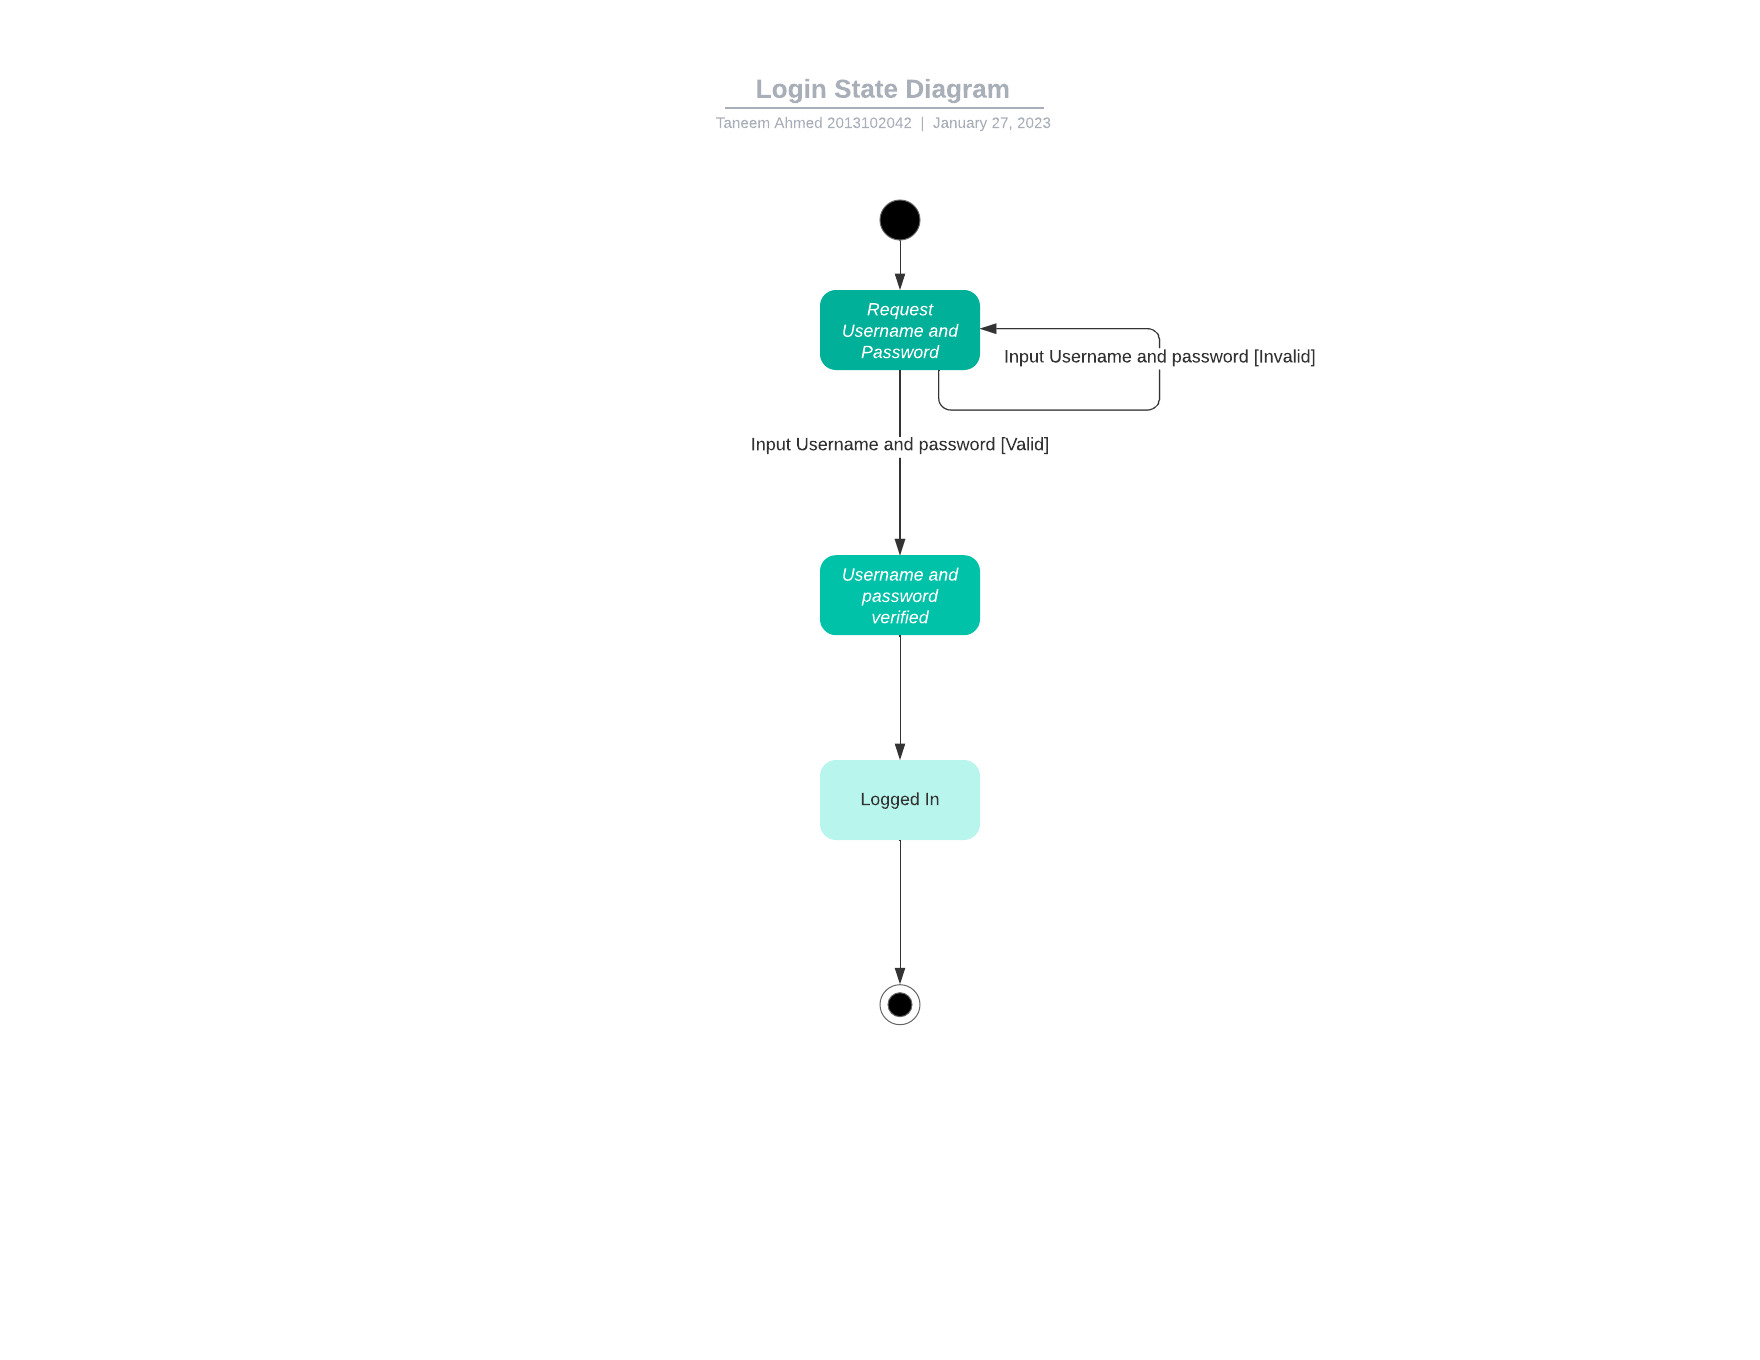 Login State Diagram
Taneem Ahmed 2013102042 | January 27, 2023
Request
Username and
Password
Input Username and password [Invalid]
Input Username and password [Valid]
Username and
password
verified
Logged In